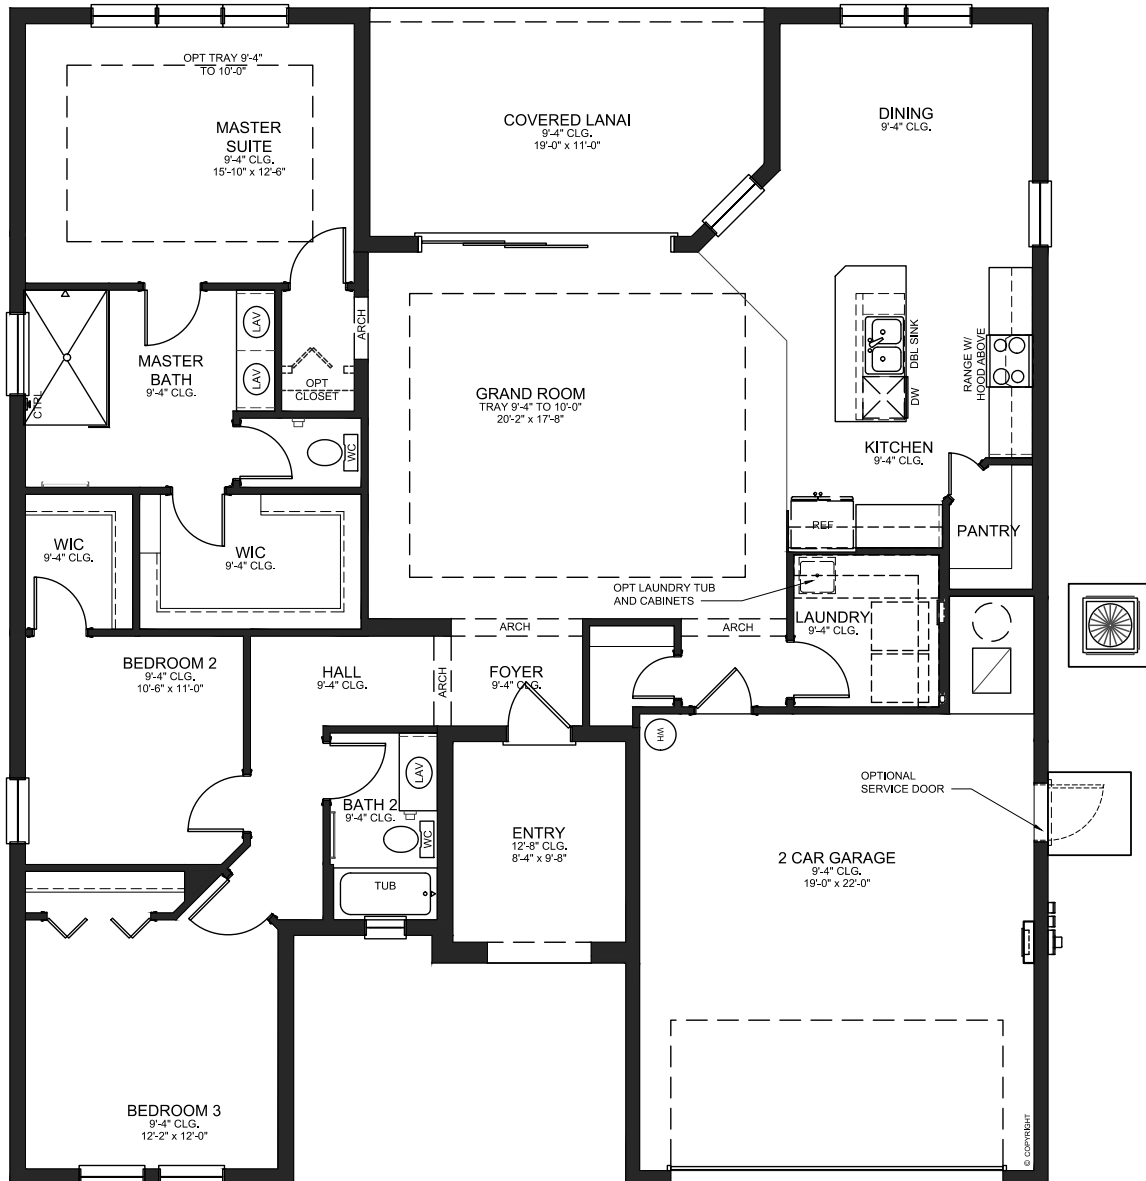 OPT TRAY 9'-4"
TO 10'-0"
MASTER
SUITE
9'-4" CLG.
15'-10" x 12'-6"
COVERED LANAI
9'-4" CLG.
19'-0" x 11'-0"
DINING
9'-4" CLG.
LAV
LAV
MASTER
BATH
9'-4" CLG.
CTRL
OPT
CLOSET
ARCH
WC
GRAND ROOM
TRAY 9'-4" TO 10'-0"
20'-2" x 17'-8"
DBL SINK
DW
RANGE W/
HOOD ABOVE
KITCHEN
9'-4" CLG.
REF
PANTRY
WIC
9'-4" CLG.
WIC
9'-4" CLG.
OPT LAUNDRY TUB
AND CABINETS
LAUNDRY
9'-4" CLG.
ARCH
ARCH
BEDROOM 2
9'-4" CLG.
10'-6" x 11'-0"
HALL
9'-4" CLG.
ARCH
FOYER
9'-4" CLG.
WH
LAV
BATH 2
9'-4" CLG.
WC
TUB
ENTRY
12'-8" CLG.
8'-4" x 9'-8"
OPTIONAL
SERVICE DOOR
2 CAR GARAGE
9'-4" CLG.
19'-0" x 22'-0"
BEDROOM 3
9'-4" CLG.
12'-2" x 12'-0"
© COPYRIGHT